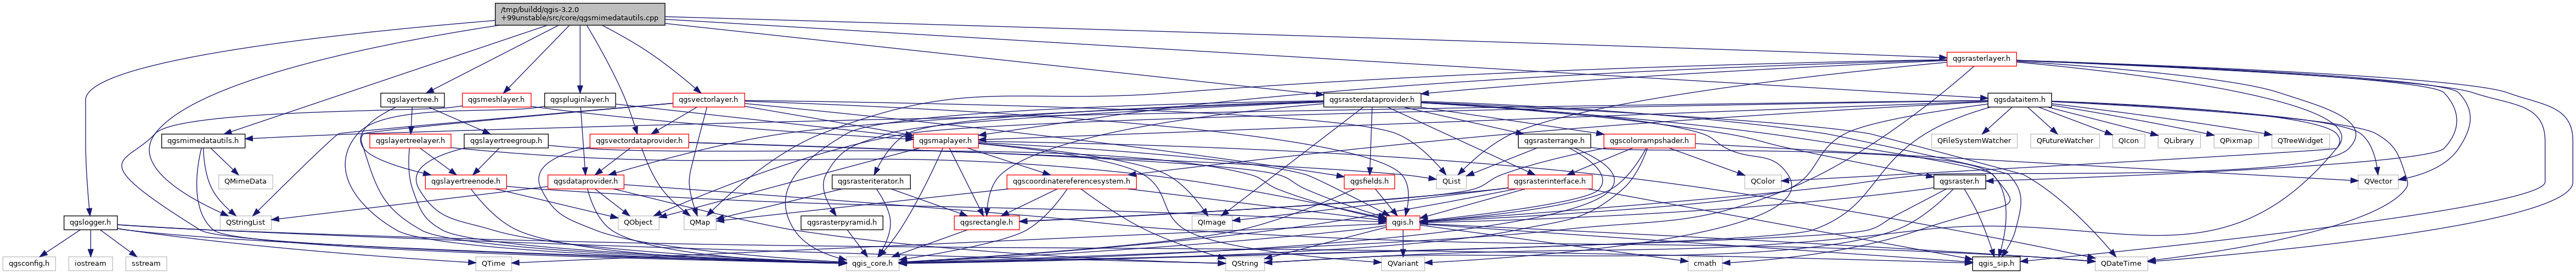 /tmp/buildd/qgis-3.2.0
+99unstable/src/core/qgsmimedatautils.cpp
qgsrasterlayer.h
qgslayertree.h
qgsmeshlayer.h
qgspluginlayer.h
qgsvectorlayer.h
qgsrasterdataprovider.h
qgsdataitem.h
qgsmimedatautils.h
qgslayertreelayer.h
qgslayertreegroup.h
qgsvectordataprovider.h
qgsmaplayer.h
qgsrasterrange.h
qgscolorrampshader.h
QFileSystemWatcher
QFutureWatcher
QIcon
QLibrary
QPixmap
QTreeWidget
QMimeData
qgslayertreenode.h
qgsdataprovider.h
qgsrasteriterator.h
qgscoordinatereferencesystem.h
qgsfields.h
QList
qgsrasterinterface.h
QColor
qgsraster.h
QVector
qgslogger.h
QStringList
QObject
QMap
qgsrasterpyramid.h
qgsrectangle.h
QImage
qgis.h
qgsconfig.h
iostream
sstream
QTime
qgis_core.h
QString
QVariant
cmath
qgis_sip.h
QDateTime